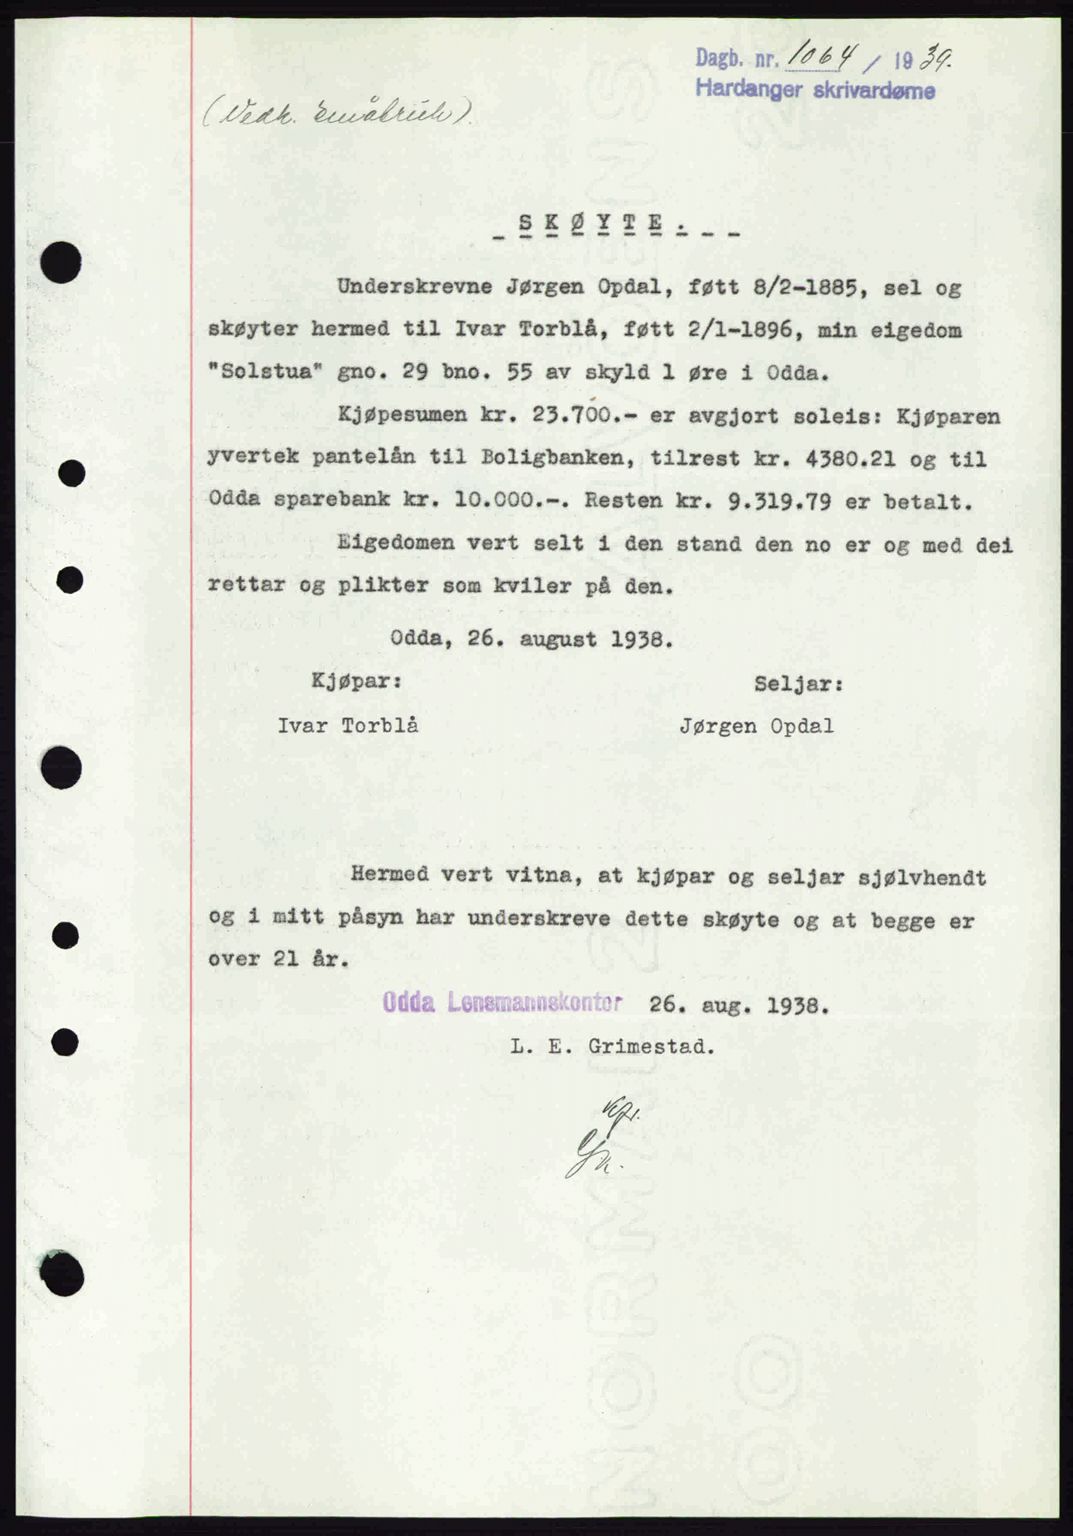 Dagb. nr. 1064 / 1939.
Hardanger skrivardøme
(Vedk.
SKØYTE.
Underskrevne Jørgen Opdal, føtt 8/2-1885, sel og
skøyter hermed til Ivar Torblå, føtt 2/1-1896, min eigedom
"Solstua" gno. 29 bno. 55 av skyld 1 øre i Odda.
Kjøpesumen kr. 23.700.- er avgjort soleis: Kjøparen
yvertek pantelån til Boligbanken, tilrest kr. 4380.21 og til
Odda sparebank kr. 10.000.-. Resten kr. 9.319.79 er betalt.
Eigedomen vert selt i den stand den no er og med dei
rettar og plikter som kviler på den.
Odda, 26. august 1938.
Kjøpar: Seljar:
Ivar Torblå Jørgen Opdal
Hermed vert vitna, at kjøpar og seljar sjølvhendt
og i mitt påsyn har underskreve dette skøyte og at begge er
over 21 år.
Odda Lensmannskontor 26. aug. 1938.
L. E. Grimestad.